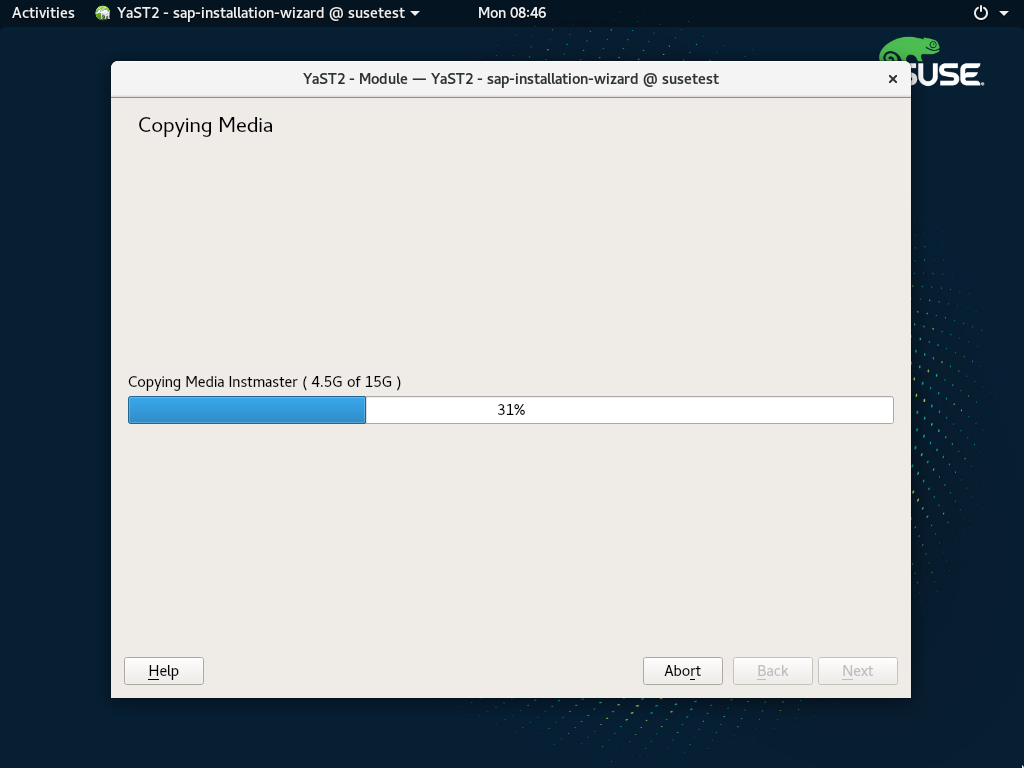 Activities YaST2 - sap-installation-wizard @ susetest Mon 08:46
SUSE
YaST2 - Module — YaST2 - sap-installation-wizard @ susetest
Copying Media
Copying Media Instmaster ( 4.5G of 15G )
31%
Help Abort Back Next